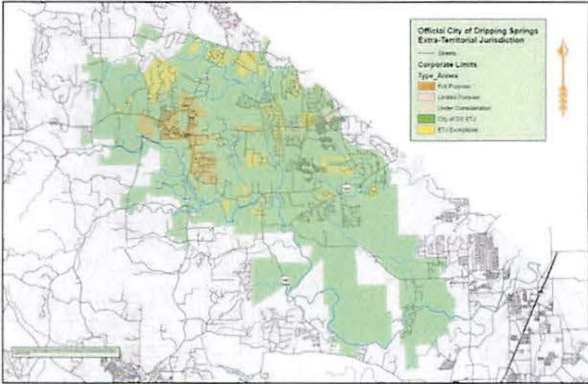 Official City of Dripping Springs
Extra-Territorial Jurisdiction
Streets
Corporate Limits
Type_Annex
Full Purpose
Limited Purpose
Under Consideration
City of DS ETJ
ETJ Exceptions